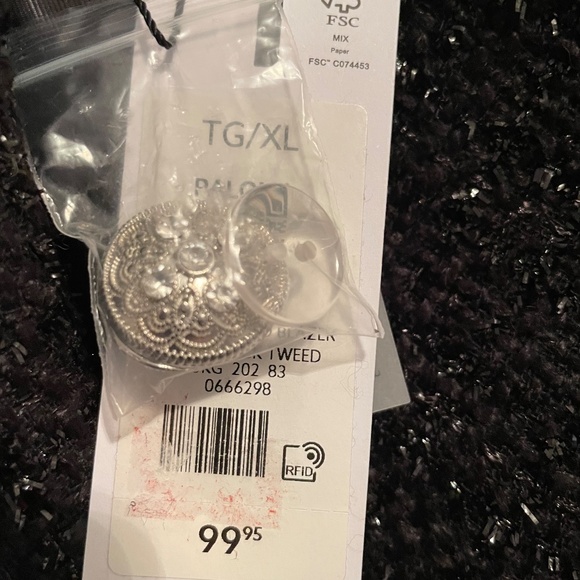 FSC
MIX
Paper
FSC™ C074453
TG/XL
TWEED
202 83
0666298
RFID
99.95